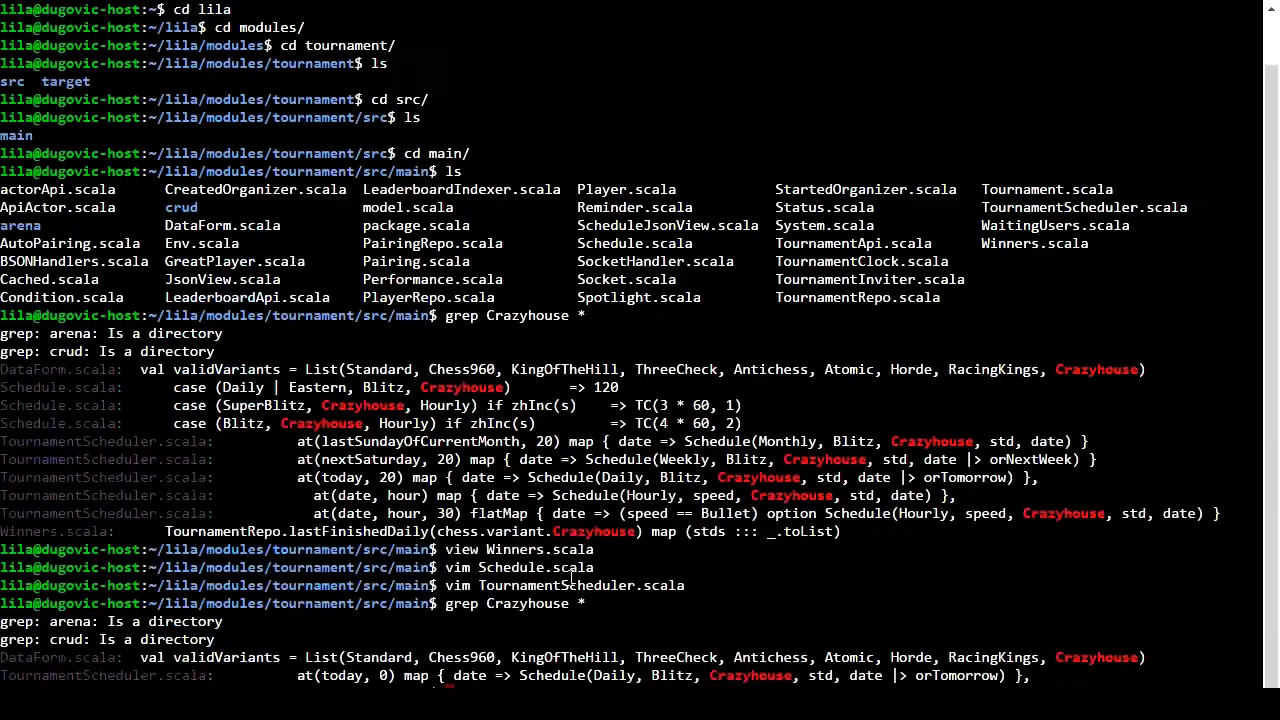 lila@dugovic-host:~$ cd lila
lila@dugovic-host:~/lila$ cd modules/
lila@dugovic-host:~/lila/modules$ cd tournament/
lila@dugovic-host:~/lila/modules/tournament$ ls
src  target
lila@dugovic-host:~/lila/modules/tournament$ cd src/
lila@dugovic-host:~/lila/modules/tournament/src$ ls
main
lila@dugovic-host:~/lila/modules/tournament/src$ cd main/
lila@dugovic-host:~/lila/modules/tournament/src/main$ ls
actorApi.scala      CreatedOrganizer.scala  LeaderboardIndexer.scala  Player.scala            StartedOrganizer.scala   Tournament.scala
ApiActor.scala      crud                    model.scala               Reminder.scala          Status.scala             TournamentScheduler.scala
arena               DataForm.scala          package.scala             ScheduleJsonView.scala  System.scala             WaitingUsers.scala
AutoPairing.scala   Env.scala               PairingRepo.scala         Schedule.scala          TournamentApi.scala      Winners.scala
BSONHandlers.scala  GreatPlayer.scala       Pairing.scala             SocketHandler.scala     TournamentClock.scala
Cached.scala        JsonView.scala          Performance.scala         Socket.scala            TournamentInviter.scala
Condition.scala     LeaderboardApi.scala    PlayerRepo.scala          Spotlight.scala         TournamentRepo.scala
lila@dugovic-host:~/lila/modules/tournament/src/main$ grep Crazyhouse *
grep: arena: Is a directory
grep: crud: Is a directory
DataForm.scala:  val validVariants = List(Standard, Chess960, KingOfTheHill, ThreeCheck, Antichess, Atomic, Horde, RacingKings, Crazyhouse)
Schedule.scala:      case (Daily | Eastern, Blitz, Crazyhouse)       => 120
Schedule.scala:      case (SuperBlitz, Crazyhouse, Hourly) if zhInc(s)    => TC(3 * 60, 1)
Schedule.scala:      case (Blitz, Crazyhouse, Hourly) if zhInc(s)         => TC(4 * 60, 2)
TournamentScheduler.scala:          at(lastSundayOfCurrentMonth, 20) map { date => Schedule(Monthly, Blitz, Crazyhouse, std, date) }
TournamentScheduler.scala:          at(nextSaturday, 20) map { date => Schedule(Weekly, Blitz, Crazyhouse, std, date |> orNextWeek) }
TournamentScheduler.scala:          at(today, 20) map { date => Schedule(Daily, Blitz, Crazyhouse, std, date |> orTomorrow) },
TournamentScheduler.scala:            at(date, hour) map { date => Schedule(Hourly, speed, Crazyhouse, std, date) },
TournamentScheduler.scala:            at(date, hour, 30) flatMap { date => (speed == Bullet) option Schedule(Hourly, speed, Crazyhouse, std, date) }
Winners.scala:      TournamentRepo.lastFinishedDaily(chess.variant.Crazyhouse) map (stds ::: _.toList)
lila@dugovic-host:~/lila/modules/tournament/src/main$ view Winners.scala
lila@dugovic-host:~/lila/modules/tournament/src/main$ vim Schedule.scala
lila@dugovic-host:~/lila/modules/tournament/src/main$ vim TournamentScheduler.scala
lila@dugovic-host:~/lila/modules/tournament/src/main$ grep Crazyhouse *
grep: arena: Is a directory
grep: crud: Is a directory
DataForm.scala:  val validVariants = List(Standard, Chess960, KingOfTheHill, ThreeCheck, Antichess, Atomic, Horde, RacingKings, Crazyhouse)
TournamentScheduler.scala:          at(today, 0) map { date => Schedule(Daily, Blitz, Crazyhouse, std, date |> orTomorrow) },